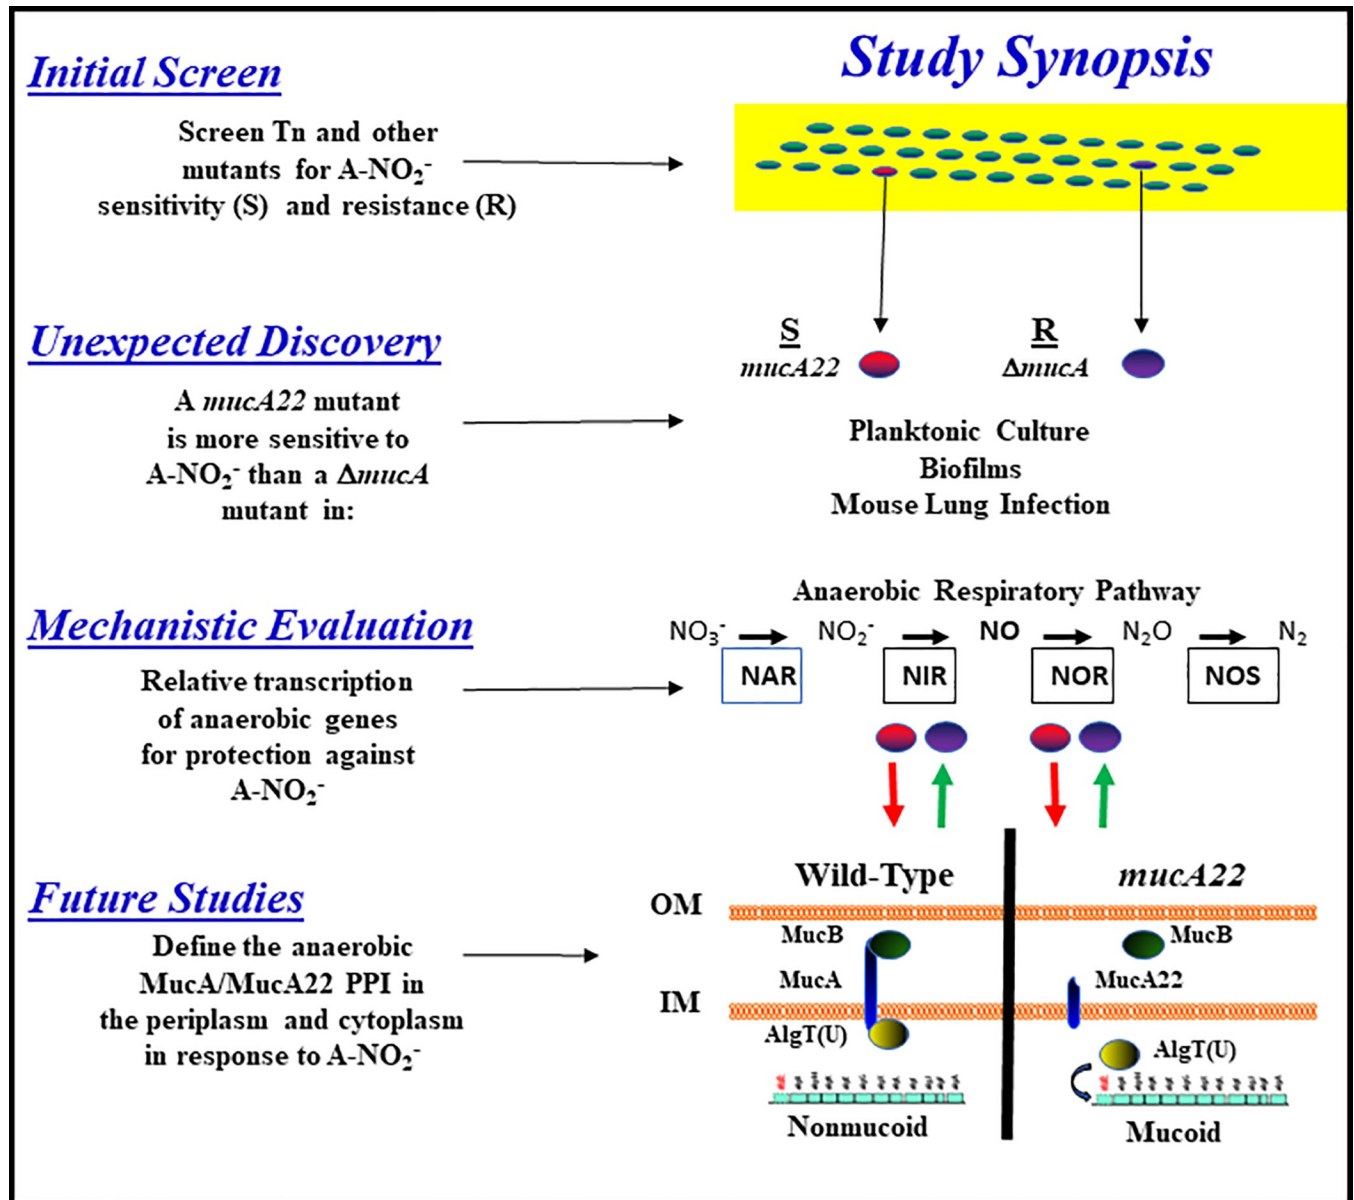 Study Synopsis
Initial Screen
Screen Tn and other
mutants for A-NO₂⁻
sensitivity (S) and resistance (R)
Unexpected Discovery
A mucA22 mutant
is more sensitive to
A-NO₂⁻ than a ΔmucA
mutant in:
S
mucA22
R
ΔmucA
Planktonic Culture
Biofilms
Mouse Lung Infection
Mechanistic Evaluation
Relative transcription
of anaerobic genes
for protection against
A-NO₂⁻
Anaerobic Respiratory Pathway
NO₃⁻ NO₂⁻ NO N₂O N₂
NAR NIR NOR NOS
Future Studies
Define the anaerobic
MucA/MucA22 PPI in
the periplasm and cytoplasm
in response to A-NO₂⁻
Wild-Type
OM
MucB
MucA
IM
AlgT(U)
Nonmucoid
mucA22
MucB
MucA22
AlgT(U)
Mucoid